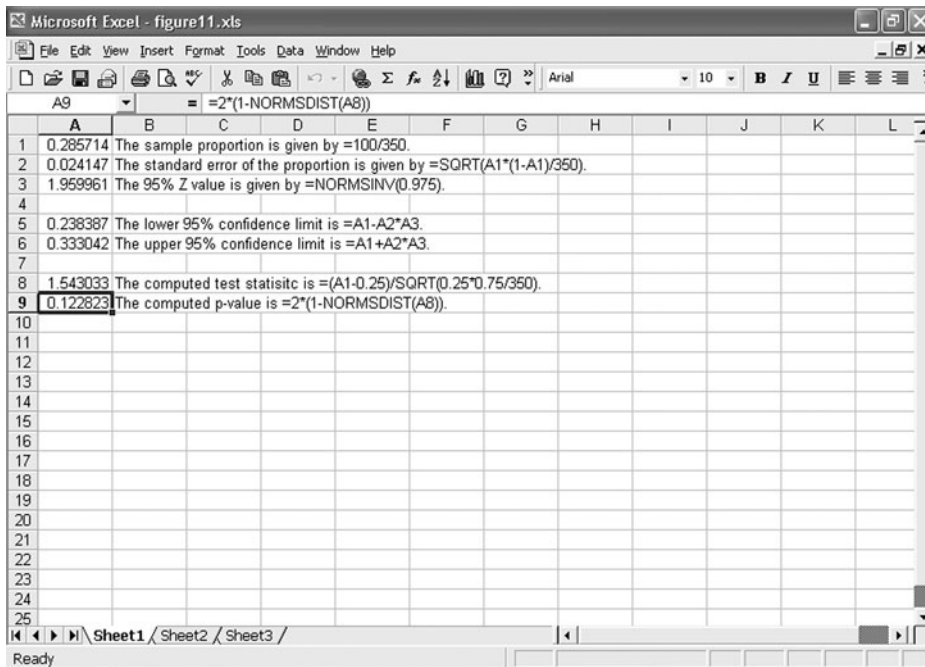 Microsoft Excel - figure11.xls
File Edit View Insert Format Tools Data Window Help
Arial 10 B I U
A9 = =2*(1-NORMSDIST(A8))
A B C D E F G H I J K L
1 0.285714 The sample proportion is given by =100/350.
2 0.024147 The standard error of the proportion is given by =SQRT(A1*(1-A1)/350).
3 1.959961 The 95% Z value is given by =NORMSINV(0.975).
4
5 0.238387 The lower 95% confidence limit is =A1-A2*A3.
6 0.333042 The upper 95% confidence limit is =A1+A2*A3.
7
8 1.543033 The computed test statisitc is =(A1-0.25)/SQRT(0.25*0.75/350).
9 0.122823 The computed p-value is =2*(1-NORMSDIST(A8)).
10
11
12
13
14
15
16
17
18
19
20
21
22
23
24
25
Sheet1 / Sheet2 / Sheet3 /
Ready